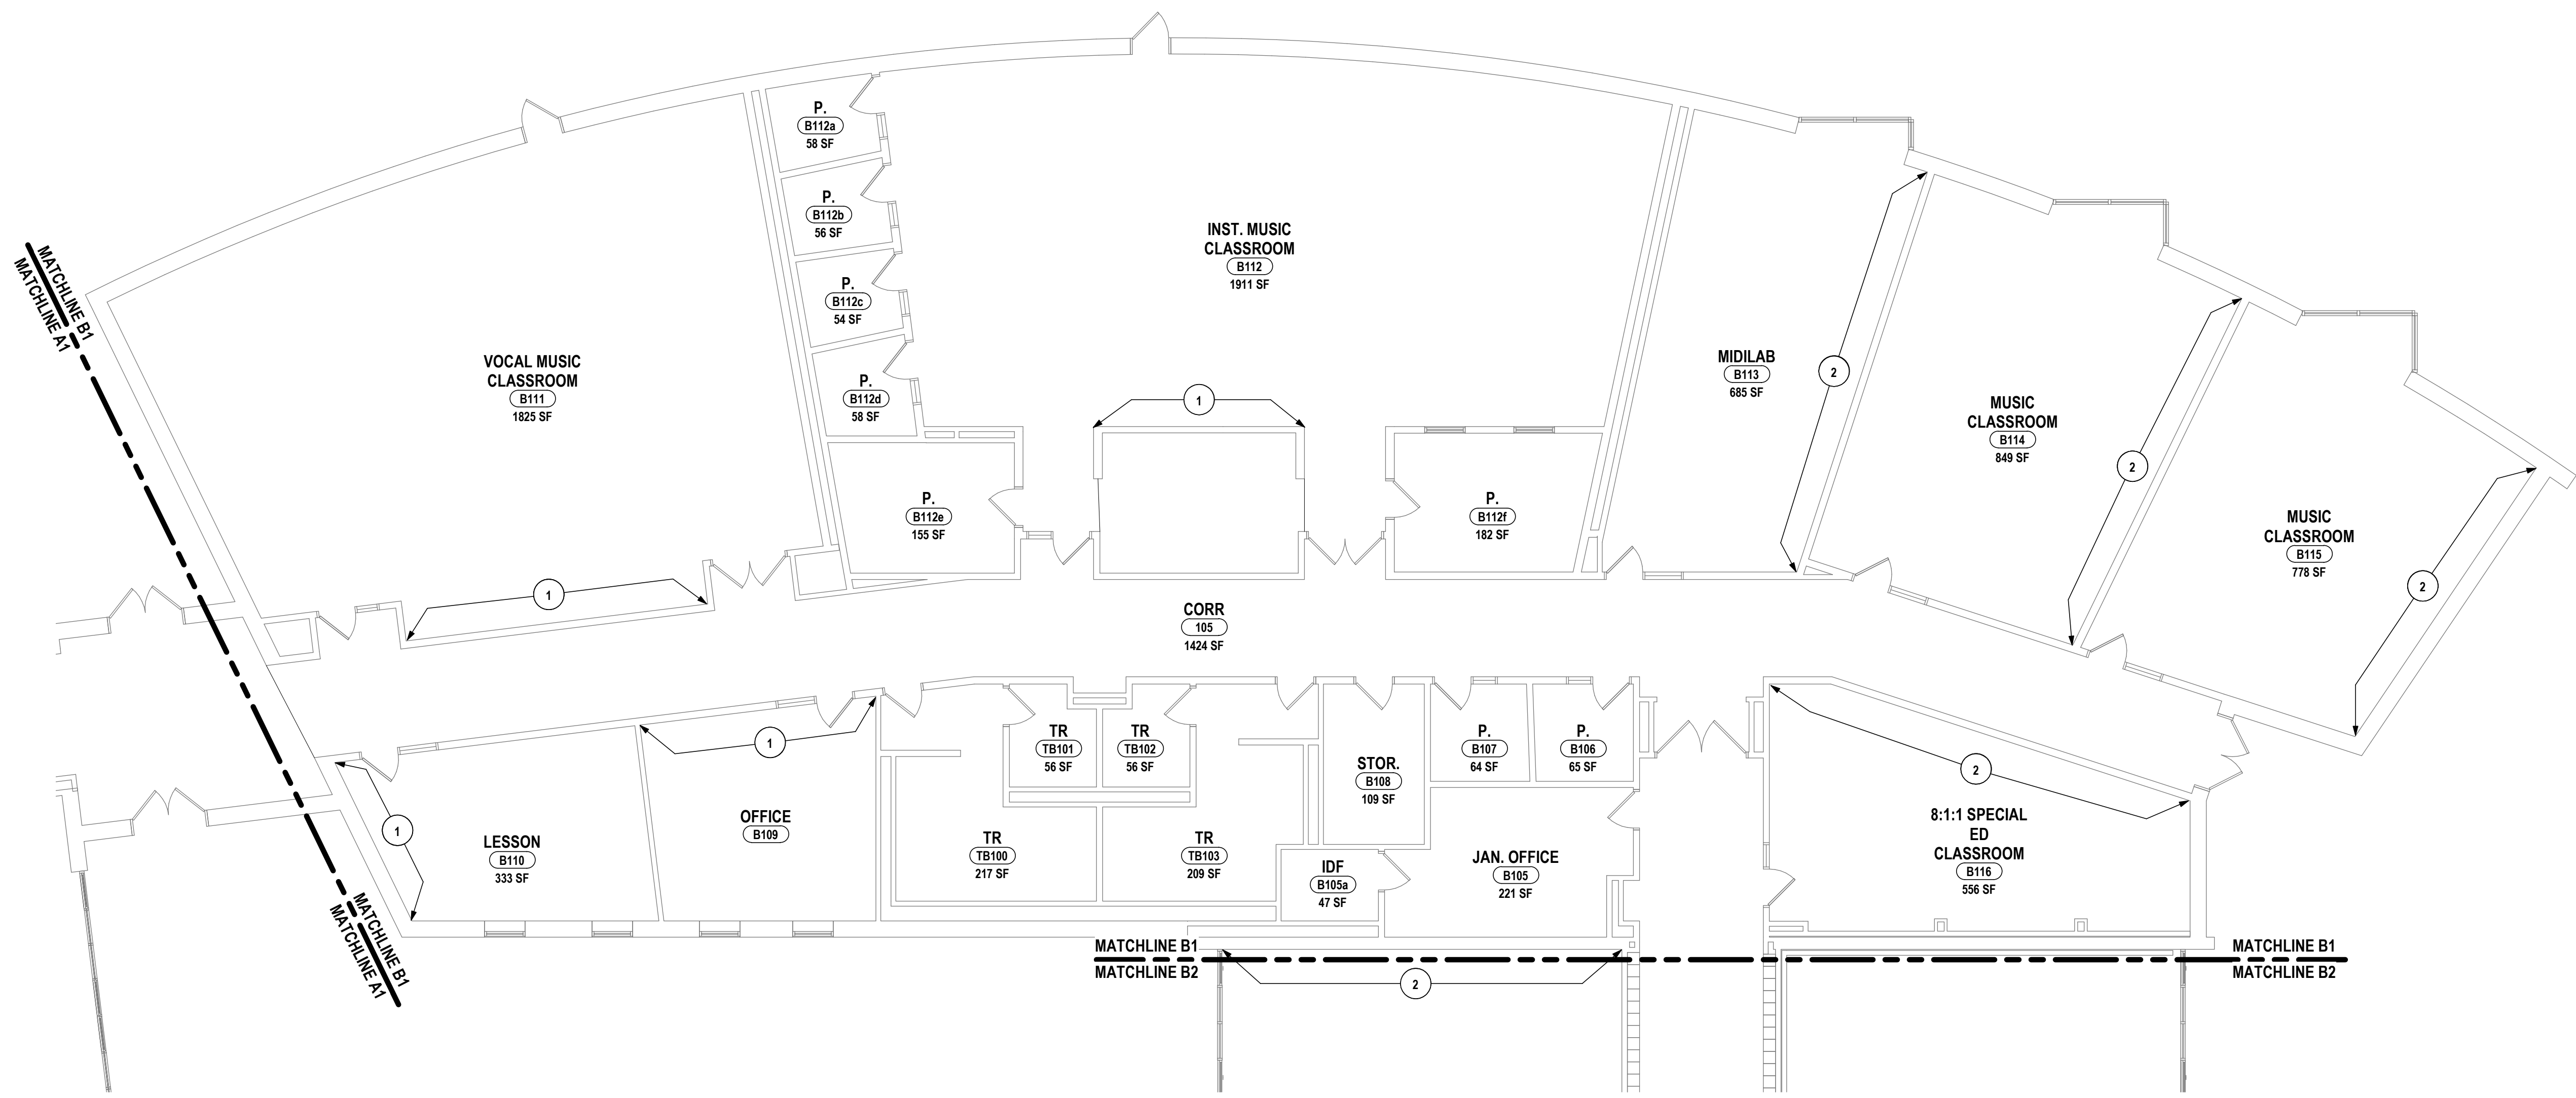 P.
B112a
58 SF
P.
B112b
56 SF
P.
B112c
54 SF
P.
B112d
58 SF
INST. MUSIC
CLASSROOM
B112
1911 SF
MATCHLINE B1
MATCHLINE A1
VOCAL MUSIC
CLASSROOM
B111
1825 SF
1
MIDILAB
B113
685 SF
2
MUSIC
CLASSROOM
B114
849 SF
2
MUSIC
CLASSROOM
B115
778 SF
2
P.
B112e
155 SF
P.
B112f
182 SF
1
CORR
105
1424 SF
LESSON
B110
333 SF
1
OFFICE
B109
1
TR
TB101
56 SF
TR
TB102
56 SF
TR
TB100
217 SF
TR
TB103
209 SF
STOR.
B108
109 SF
P.
B107
64 SF
P.
B106
65 SF
IDF
B105a
47 SF
JAN. OFFICE
B105
221 SF
2
8:1:1 SPECIAL
ED
CLASSROOM
B116
556 SF
MATCHLINE B1
MATCHLINE A1
MATCHLINE B1
MATCHLINE B2
2
MATCHLINE B1
MATCHLINE B2